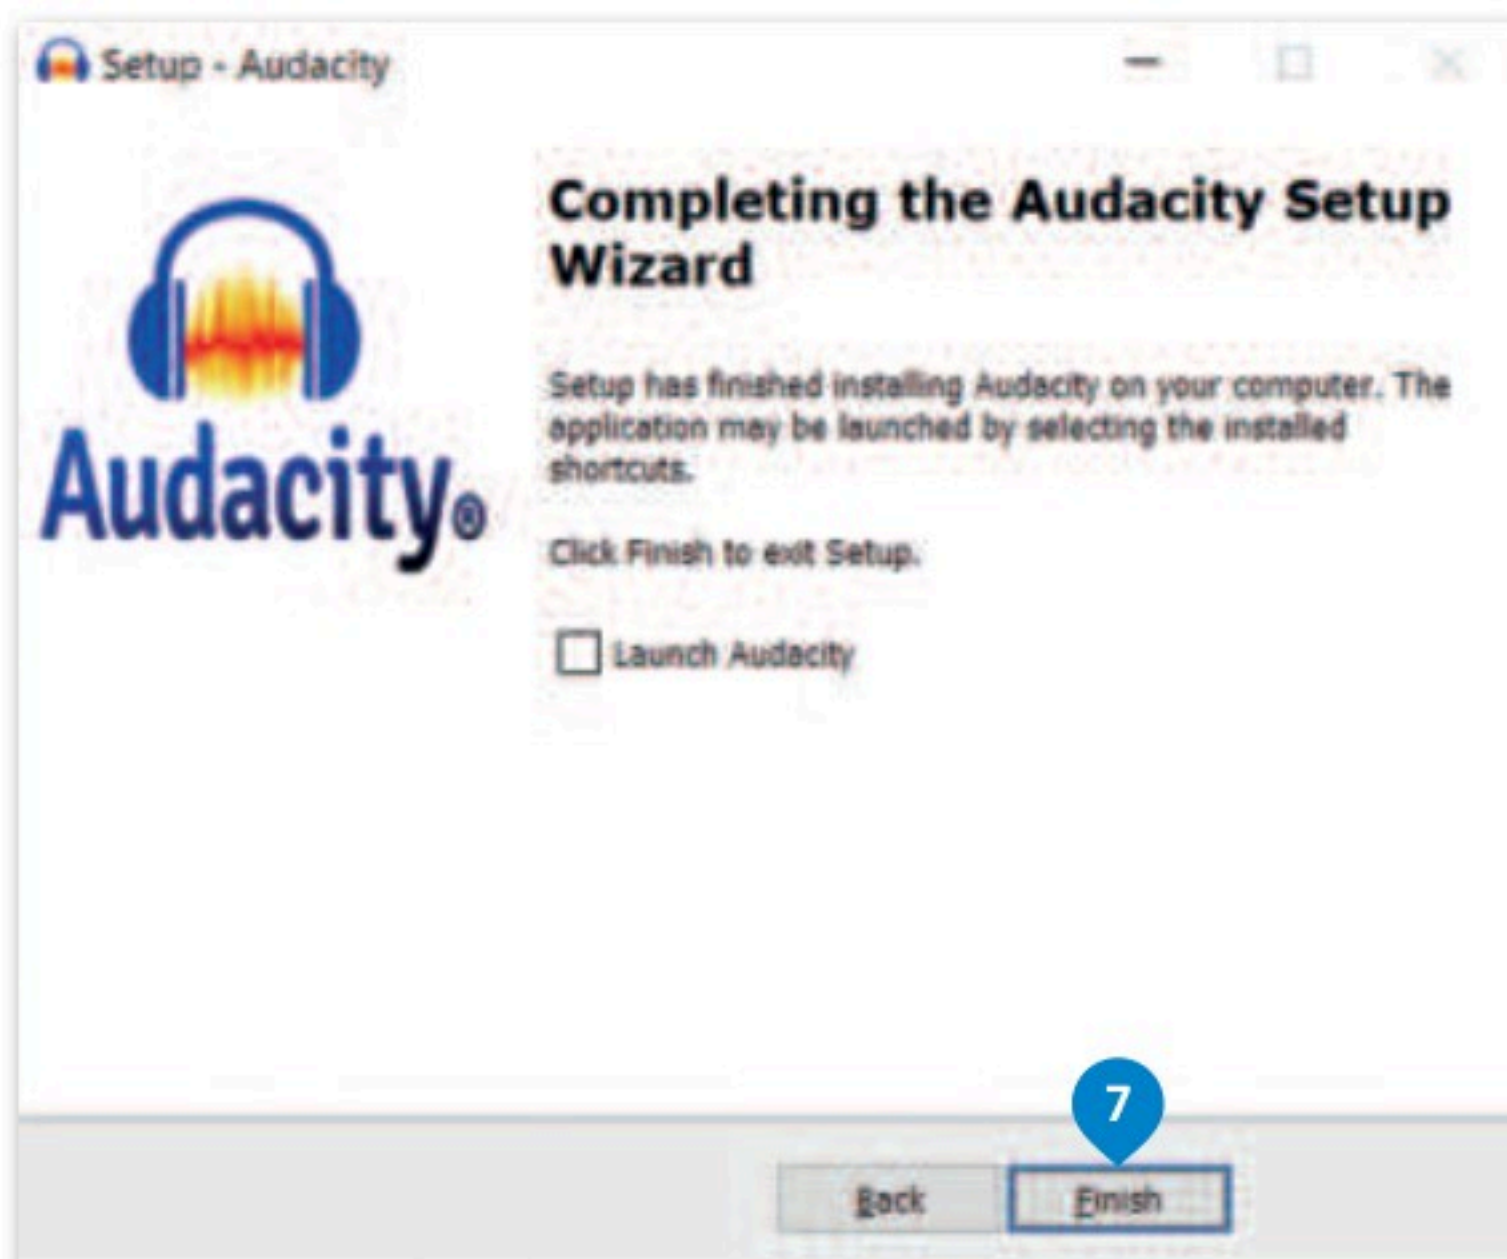 Setup - Audacity
Completing the Audacity Setup
Wizard
Setup has finished installing Audacity on your computer. The
application may be launched by selecting the installed
shortcuts.
Audacity®
Click Finish to exit Setup.
Launch Audacity
7
Back
Finish